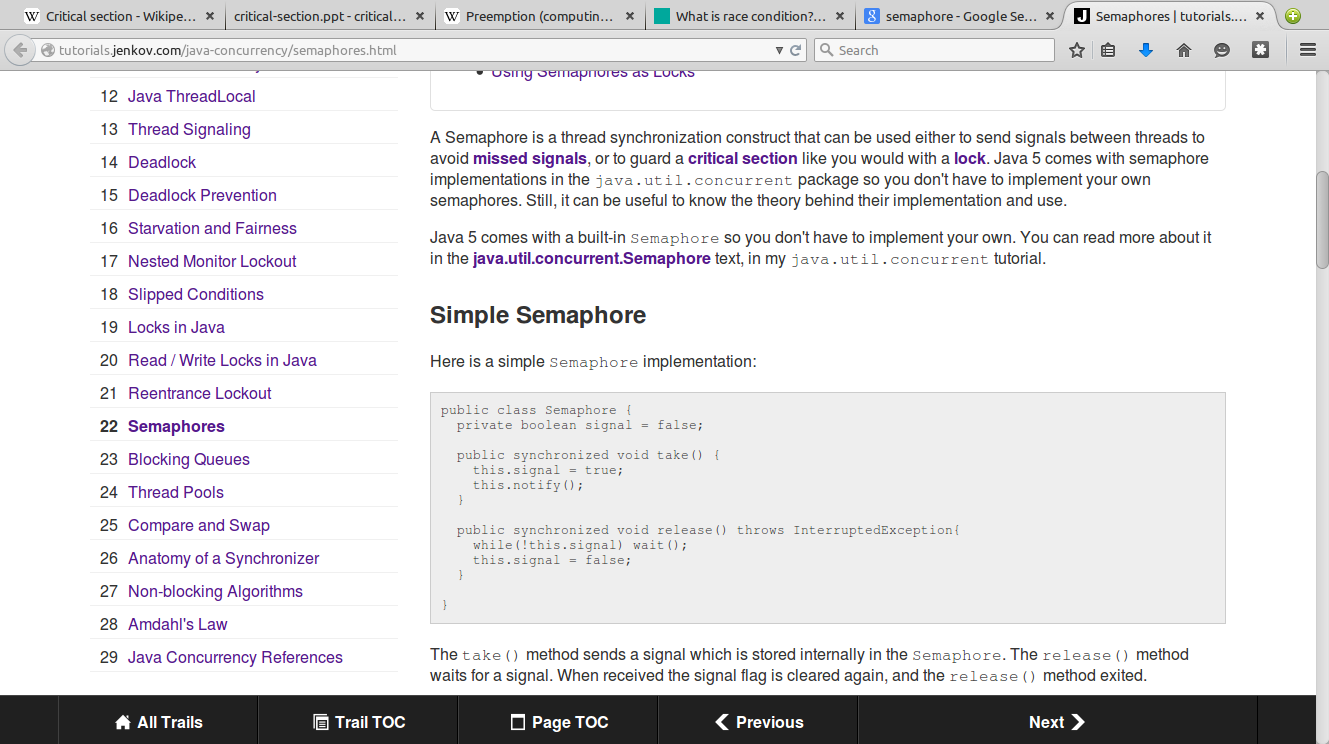 Critical section - Wikipe...
critical-section.ppt - critical...
W Preemption (computin...
What is race condition?...
8 semaphore - Google Se...
J Semaphores | tutorials....
tutorials.jenkov.com/java-concurrency/semaphores.html
Search
Using Semaphores as Locks
12 Java ThreadLocal
13 Thread Signaling
14 Deadlock
15 Deadlock Prevention
16 Starvation and Fairness
17 Nested Monitor Lockout
18 Slipped Conditions
19 Locks in Java
20 Read / Write Locks in Java
21 Reentrance Lockout
22 Semaphores
23 Blocking Queues
24 Thread Pools
25 Compare and Swap
26 Anatomy of a Synchronizer
27 Non-blocking Algorithms
28 Amdahl's Law
29 Java Concurrency References
A Semaphore is a thread synchronization construct that can be used either to send signals between threads to
avoid missed signals, or to guard a critical section like you would with a lock. Java 5 comes with semaphore
implementations in the java.util.concurrent package so you don't have to implement your own
semaphores. Still, it can be useful to know the theory behind their implementation and use.
Java 5 comes with a built-in Semaphore so you don't have to implement your own. You can read more about it
in the java.util.concurrent.Semaphore text, in my java.util.concurrent tutorial.
Simple Semaphore
Here is a simple Semaphore implementation:
public class Semaphore {
private boolean signal = false;
public synchronized void take() {
this.signal = true;
this.notify();
}
public synchronized void release() throws InterruptedException{
while(!this.signal) wait();
this.signal = false;
}
}
The take() method sends a signal which is stored internally in the Semaphore. The release() method
waits for a signal. When received the signal flag is cleared again, and the release() method exited.
All Trails
Trail TOC
Page TOC
Previous
Next